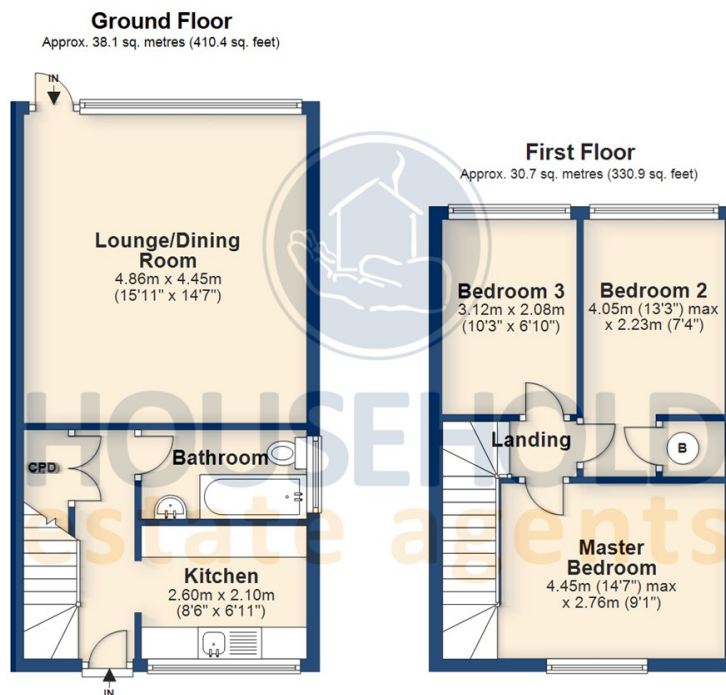 Ground Floor
Approx. 38.1 sq. metres (410.4 sq. feet)
IN
Lounge/Dining
Room
4.86m x 4.45m
(15'11" x 14'7")
CPD
Bathroom
Kitchen
2.60m x 2.10m
(8'6" x 6'11")
IN
First Floor
Approx. 30.7 sq. metres (330.9 sq. feet)
Bedroom 3
3.12m x 2.08m
(10'3" x 6'10")
Bedroom 2
4.05m (13'3") max
x 2.23m (7'4")
Landing
B
Master
Bedroom
4.45m (14'7") max
x 2.76m (9'1")
HOUSEHOLD
estate agents